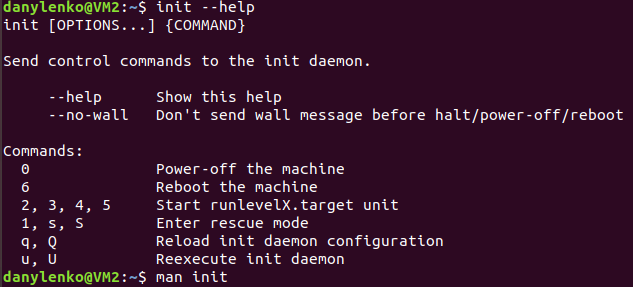 danylenko@VM2:~$ init --help
init [OPTIONS...] {COMMAND}
Send control commands to the init daemon.
--help Show this help
--no-wall Don't send wall message before halt/power-off/reboot
Commands:
0 Power-off the machine
6 Reboot the machine
2, 3, 4, 5 Start runlevelX.target unit
1, s, S Enter rescue mode
q, Q Reload init daemon configuration
u, U Reexecute init daemon
danylenko@VM2:~$ man init